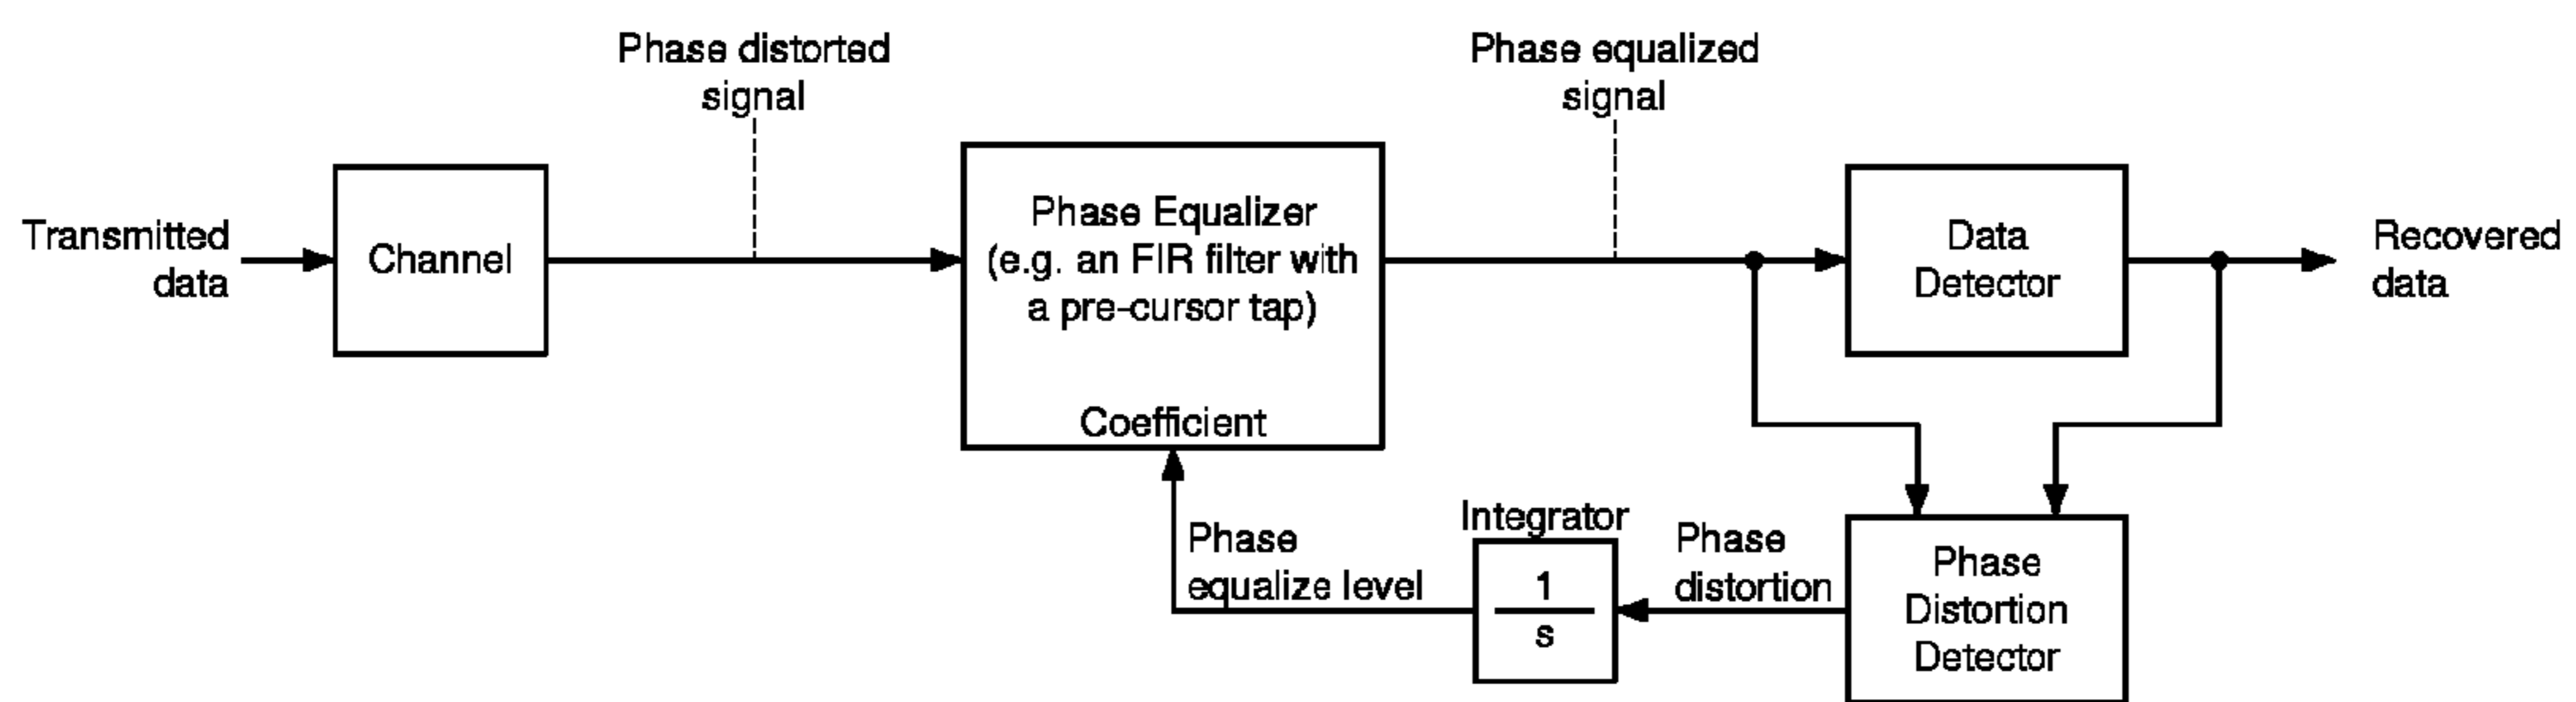 Phase distorted
signal
Phase equalized
signal
Transmitted
data
Channel
Phase Equalizer
(e.g. an FIR filter with
a pre-cursor tap)
Coefficient
Data
Detector
Recovered
data
Phase
equalize level
Integrator
1
s
Phase
distortion
Phase
Distortion
Detector